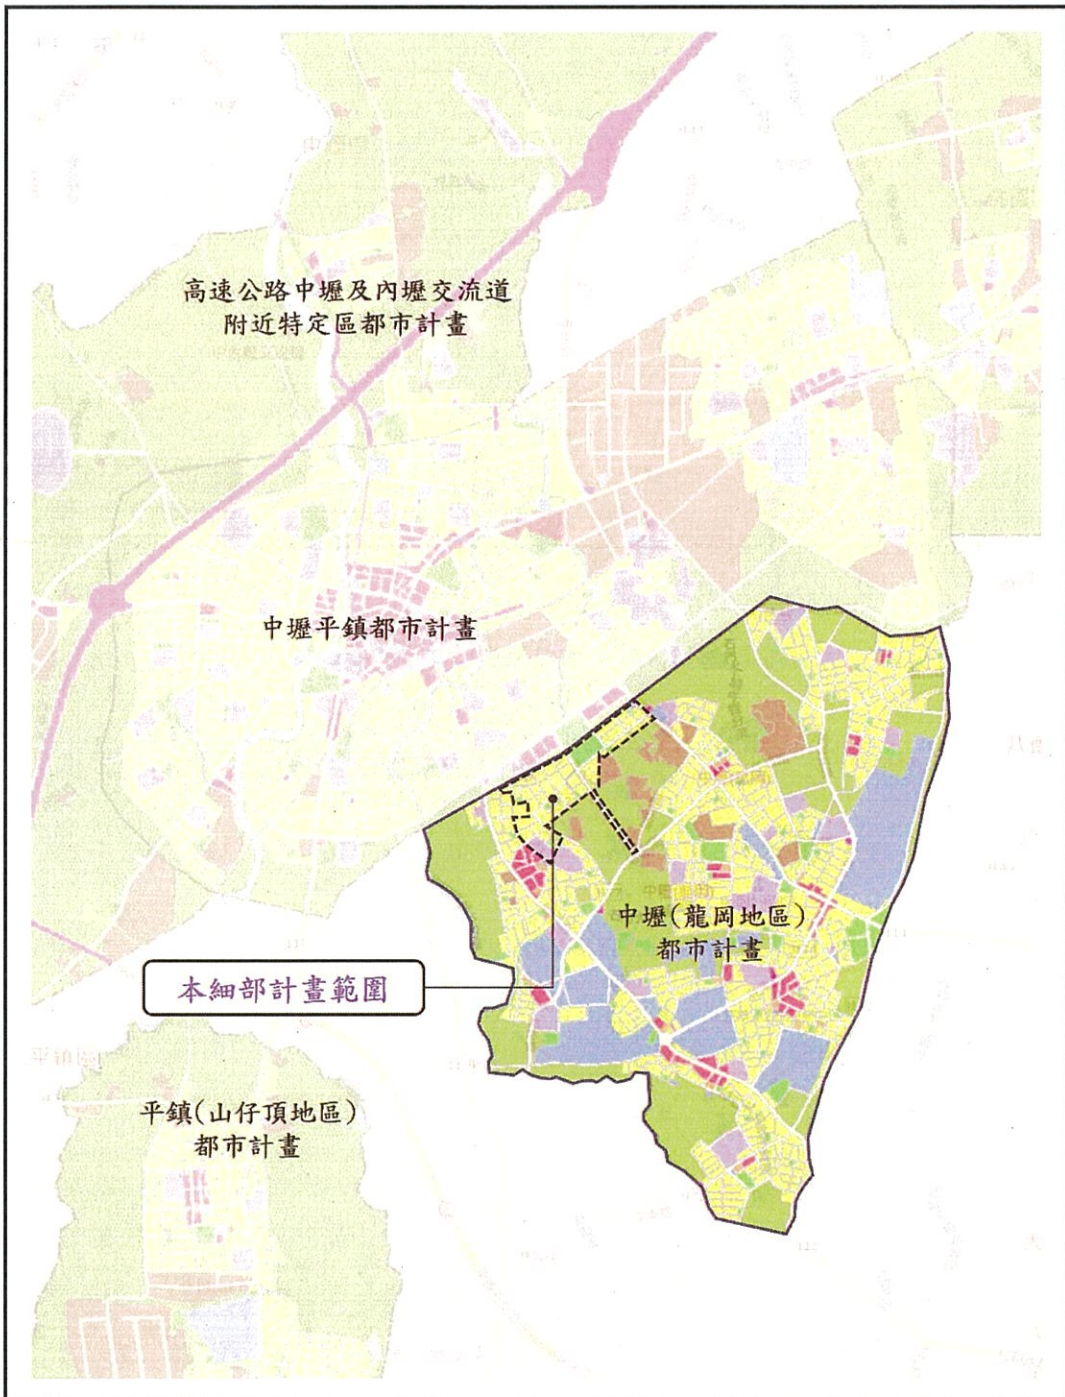 高速公路中壢及內壢交流道
附近特定區都市計畫
中壢平鎮都市計畫
中壢(龍岡地區)
都市計畫
本細部計畫範圍
平鎮(山仔頂地區)
都市計畫